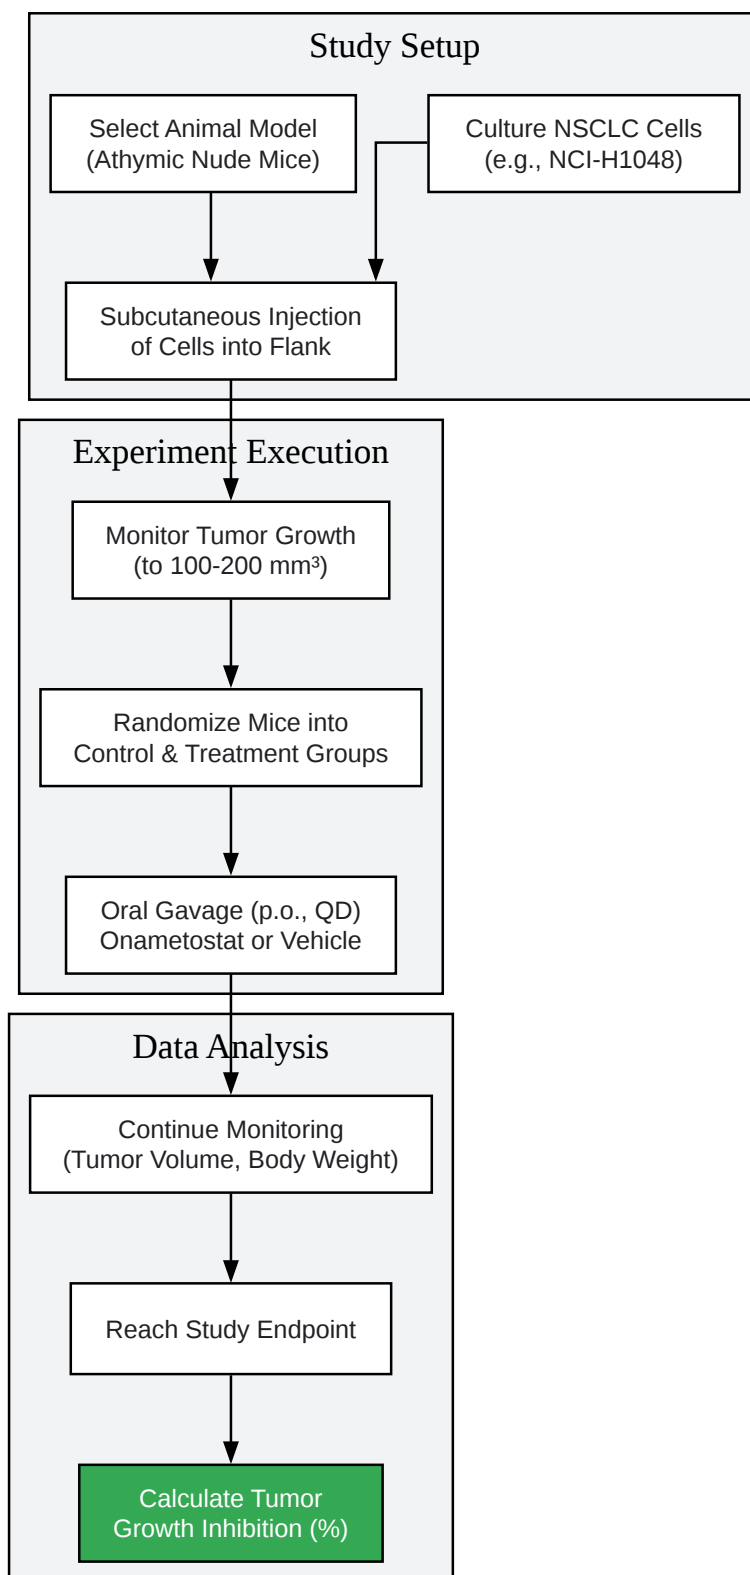 Study Setup
Select Animal Model
(Athymic Nude Mice)
Culture NSCLC Cells
(e.g., NCI-H1048)
Subcutaneous Injection
of Cells into Flank
Experiment Execution
Monitor Tumor Growth
(to 100-200 mm³)
Randomize Mice into
Control & Treatment Groups
Oral Gavage (p.o., QD)
Onametostat or Vehicle
Data Analysis
Continue Monitoring
(Tumor Volume, Body Weight)
Reach Study Endpoint
Calculate Tumor
Growth Inhibition (%)